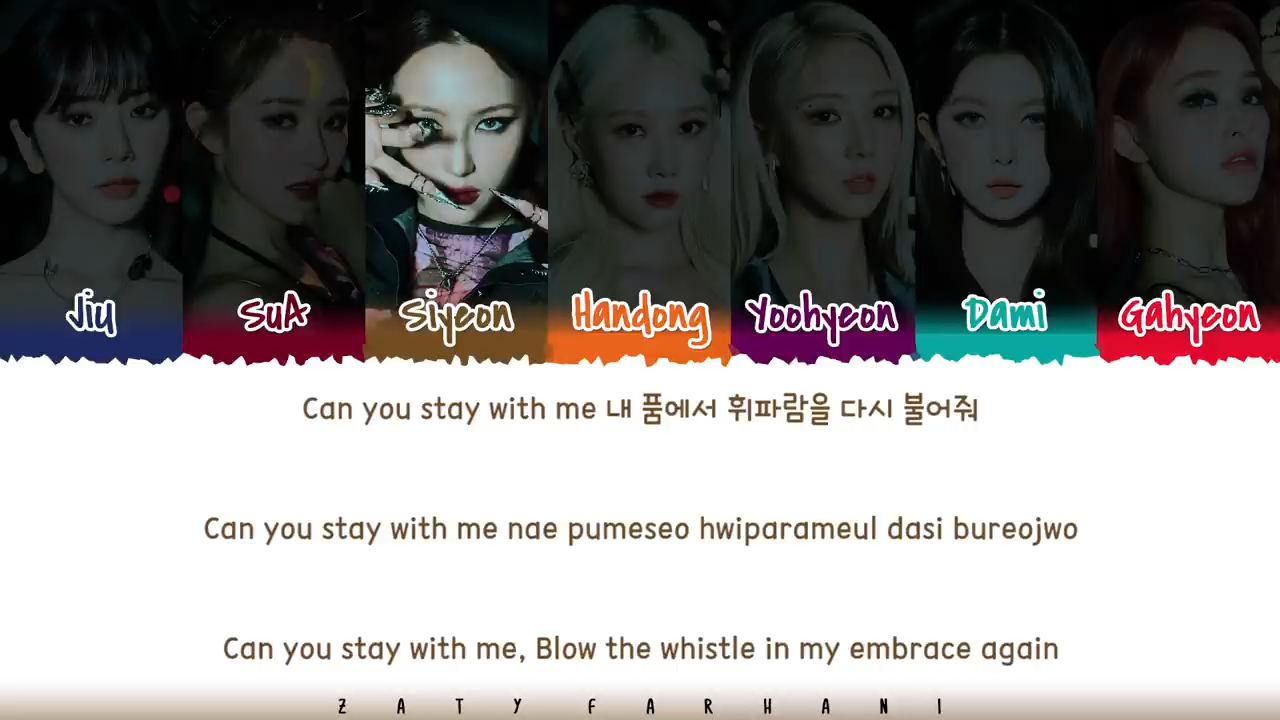 Jiu SuA Siyeon Handong Yoohyeon Dami Gahyeon
Can you stay with me 내 품에서 휘파람을 다시 불어줘
Can you stay with me nae pumeseo hwiparameul dasi bureojwo
Can you stay with me, Blow the whistle in my embrace again
ZATY FARHANI